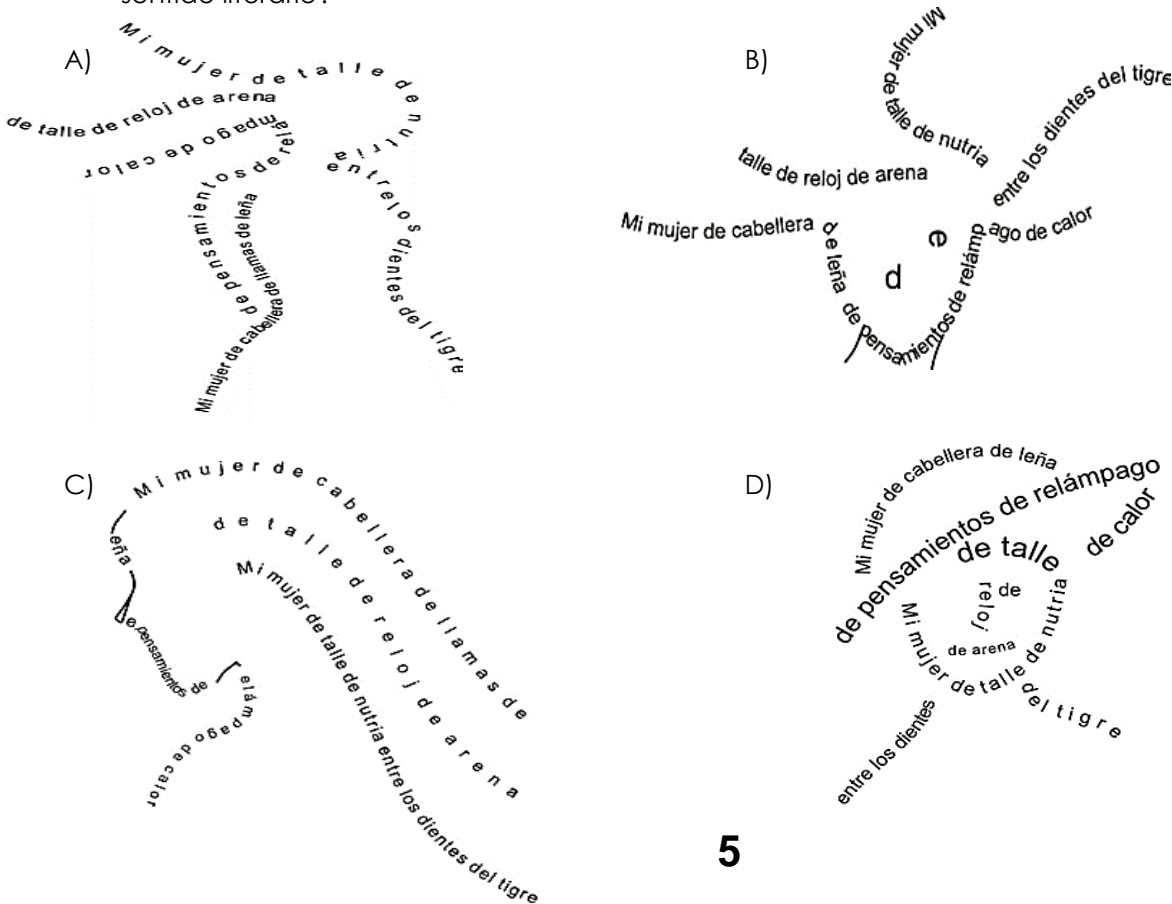 sentido literario?
A)
Mi mujer de talle de nutria
entre los dientes del tigre
de talle de reloj de arena
Mi mujer de cabellera de llamas de leña
de pensamientos de relámpago de calor
B)
Mi mujer de talle de nutria
entre los dientes del tigre
talle de reloj de arena
Mi mujer de cabellera
de leña de pensamientos de relámpago de calor
e
d
C)
Mi mujer de cabellera de llamas de
leña
de pensamientos de
relámpago de calor
de talle de reloj de arena
Mi mujer de talle de nutria entre los dientes del tigre
D)
Mi mujer de cabellera de leña
de pensamientos de relámpago
de calor
de talle
de
reloj
de arena
Mi mujer de talle de nutria
entre los dientes
del tigre
5